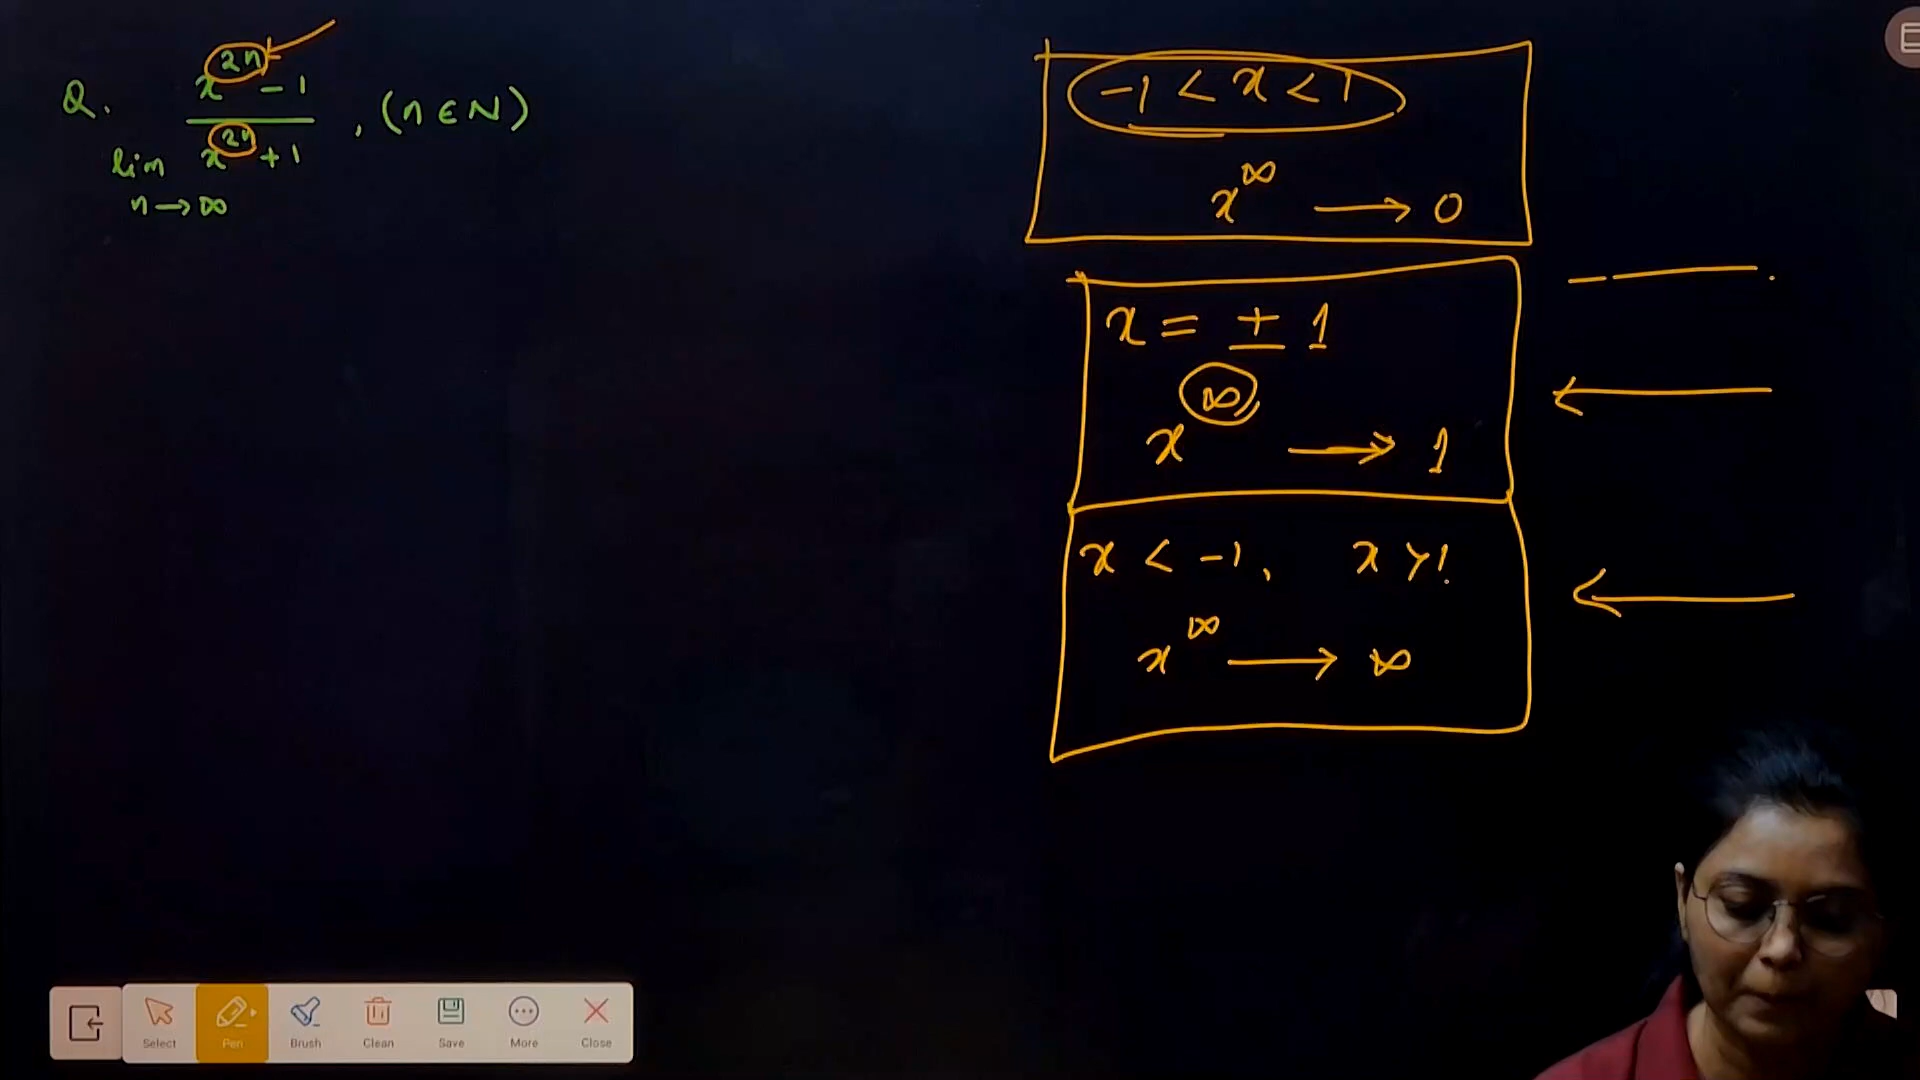 Q. lim n→∞ (x^2n − 1)/(x^2n + 1), (n ∈ N)
−1 < x < 1
x^∞ → 0
x = ± 1
x^∞ → 1
x < −1, x > 1
x^∞ → ∞
Select Pen Brush Clean Save More Close